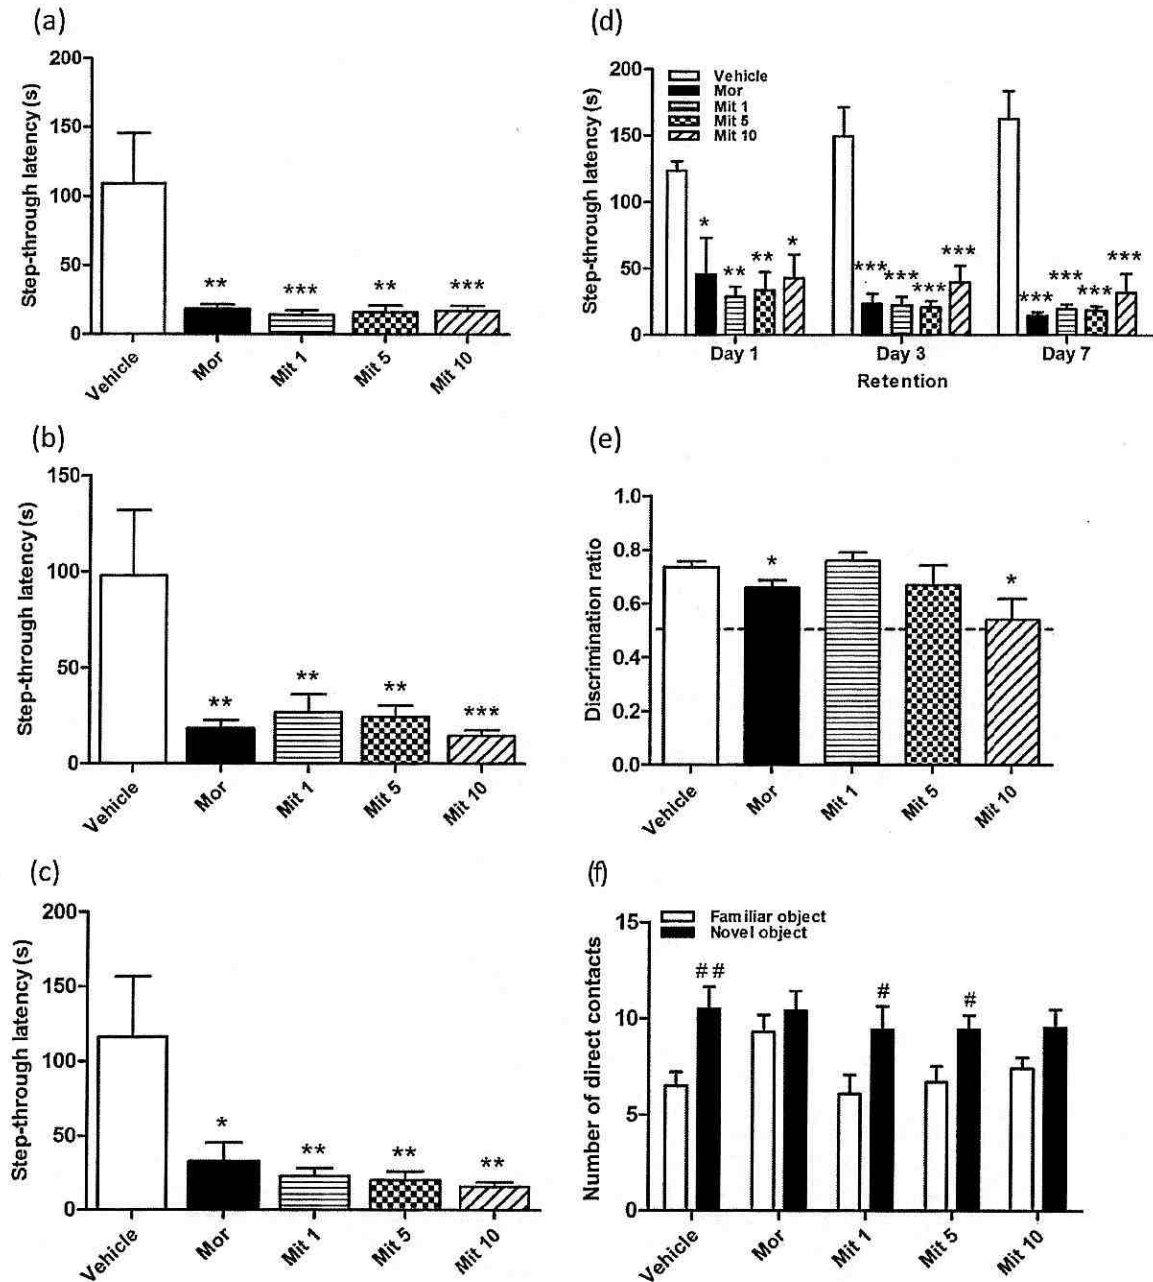 (a)
Step-through latency (s)
200
150
100
50
0
**
***
**
***
Vehicle
Mor
Mit 1
Mit 5
Mit 10
(d)
Step-through latency (s)
200
150
100
50
0
Vehicle
Mor
Mit 1
Mit 5
Mit 10
*
**
**
*
***
***
***
***
***
***
***
***
Day 1
Day 3
Day 7
Retention
(b)
Step-through latency (s)
150
100
50
0
**
**
**
***
Vehicle
Mor
Mit 1
Mit 5
Mit 10
(e)
Discrimination ratio
1.0
0.8
0.6
0.4
0.2
0.0
*
*
Vehicle
Mor
Mit 1
Mit 5
Mit 10
(c)
Step-through latency (s)
200
150
100
50
0
*
**
**
**
Vehicle
Mor
Mit 1
Mit 5
Mit 10
(f)
Number of direct contacts
15
10
5
0
Familiar object
Novel object
##
#
#
Vehicle
Mor
Mit 1
Mit 5
Mit 10